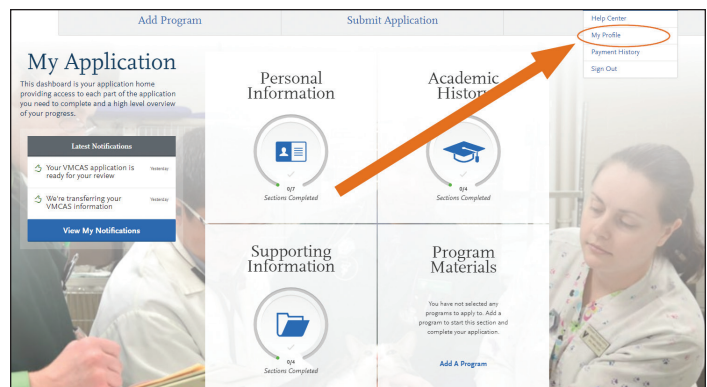 Add Program
Submit Application
Help Center
My Profile
Payment History
Sign Out
My Application
This dashboard is your application home
providing access to each part of the application
you need to complete and a high level overview
of your progress.
Latest Notifications
Your VMCAS application is
ready for your review
Yesterday
We're transferring your
VMCAS information
Yesterday
View My Notifications
Personal
Information
0/7
Sections Completed
Academic
History
0/4
Sections Completed
Supporting
Information
0/4
Sections Completed
Program
Materials
You have not selected any
programs to apply to. Add a
program to start this section and
complete your application.
Add A Program